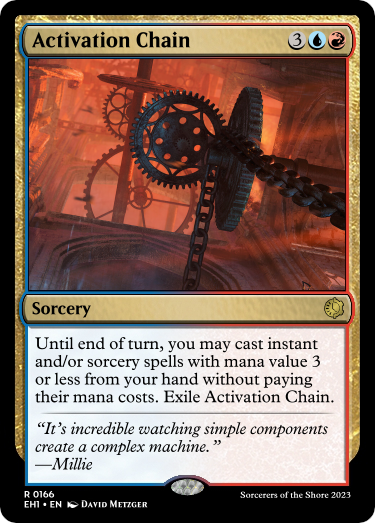 Activation Chain 3
Sorcery
Until end of turn, you may cast instant
and/or sorcery spells with mana value 3
or less from your hand without paying
their mana costs. Exile Activation Chain.
“It’s incredible watching simple components
create a complex machine.”
—Millie
R 0166
EH1 • EN David Metzger
Sorcerers of the Shore 2023